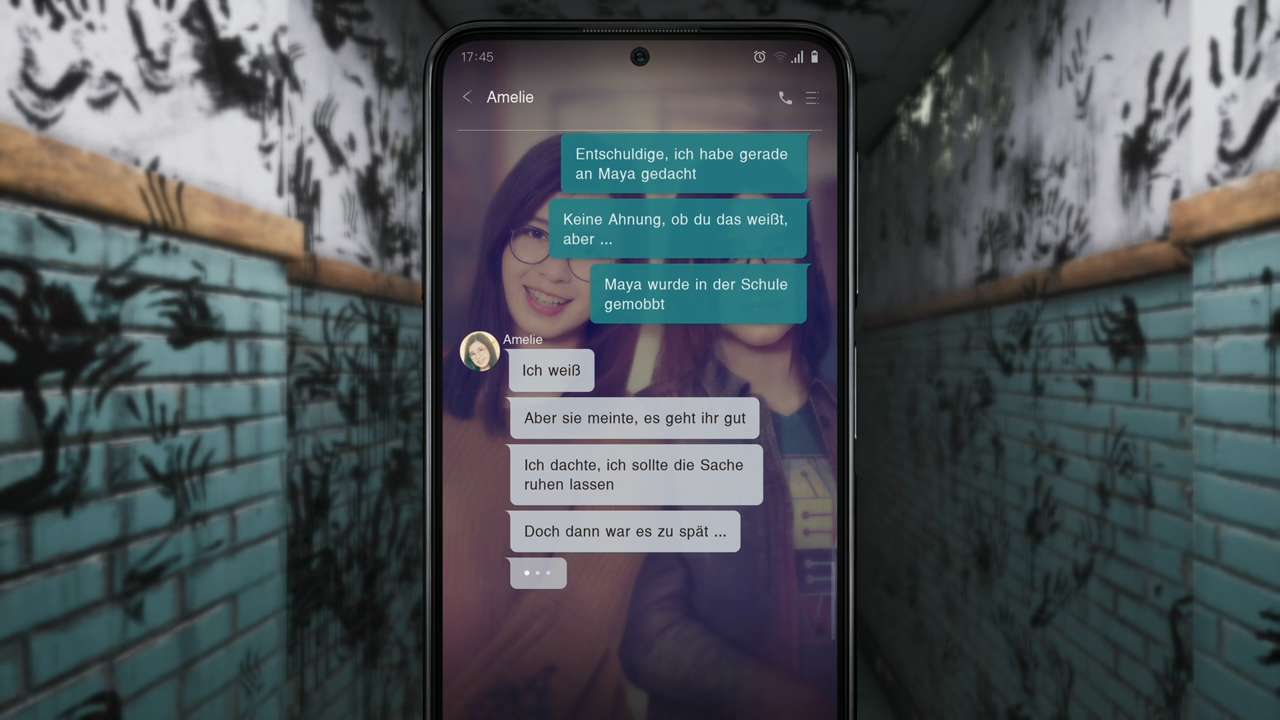 17:45
Amelie
Entschuldige, ich habe gerade
an Maya gedacht
Keine Ahnung, ob du das weißt,
aber ...
Maya wurde in der Schule
gemobbt
Amelie
Ich weiß
Aber sie meinte, es geht ihr gut
Ich dachte, ich sollte die Sache
ruhen lassen
Doch dann war es zu spät ...